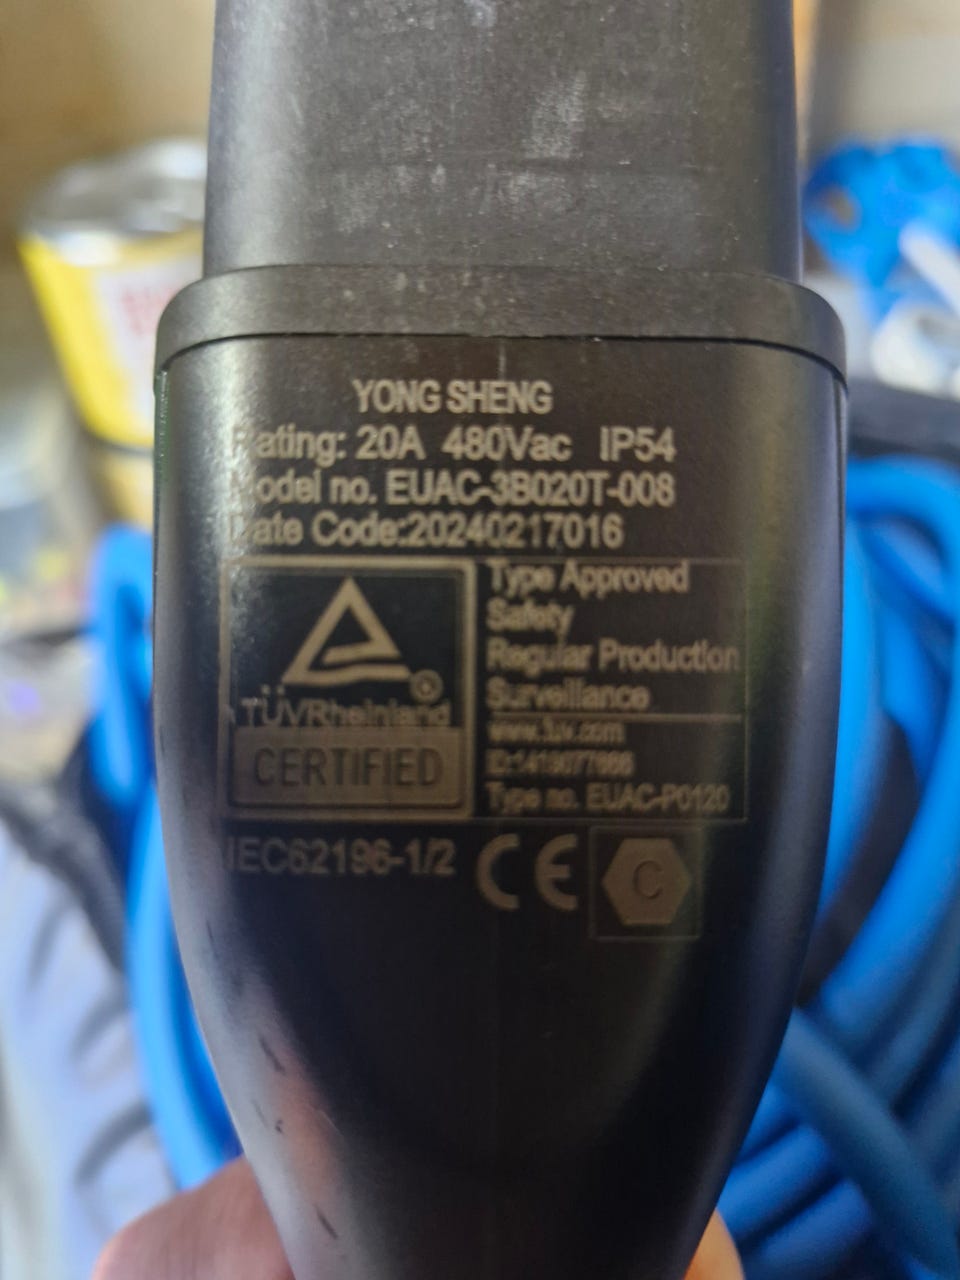 YONG SHENG
Rating: 20A 480Vac IP54
Model no. EUAC-3B020T-008
Date Code:20240217016
TÜVRheinland
CERTIFIED
Type Approved
Safety
Regular Production
Surveillance
www.tuv.com
Type no. EUAC-P0120
IEC62196-1/2
CE
C